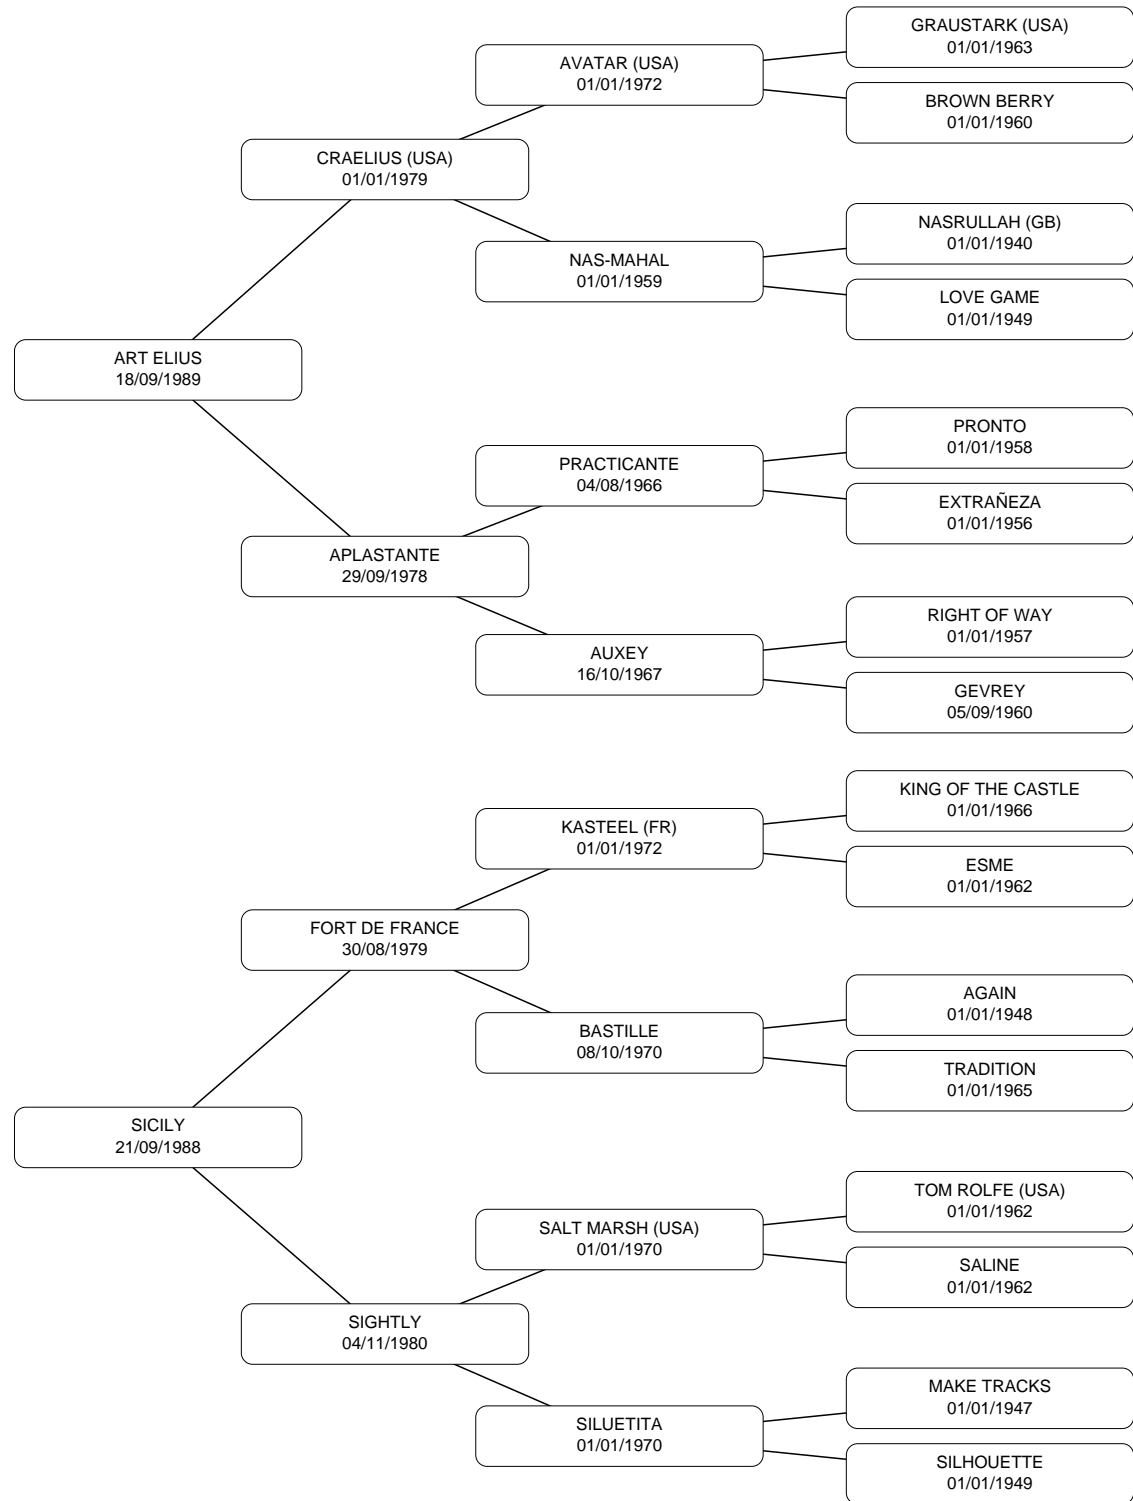 GRAUSTARK (USA)
01/01/1963
AVATAR (USA)
01/01/1972
BROWN BERRY
01/01/1960
CRAELIUS (USA)
01/01/1979
NASRULLAH (GB)
01/01/1940
NAS-MAHAL
01/01/1959
LOVE GAME
01/01/1949
ART ELIUS
18/09/1989
PRONTO
01/01/1958
PRACTICANTE
04/08/1966
EXTRAÑEZA
01/01/1956
APLASTANTE
29/09/1978
RIGHT OF WAY
01/01/1957
AUXEY
16/10/1967
GEVREY
05/09/1960
KING OF THE CASTLE
01/01/1966
KASTEEL (FR)
01/01/1972
ESME
01/01/1962
FORT DE FRANCE
30/08/1979
AGAIN
01/01/1948
BASTILLE
08/10/1970
TRADITION
01/01/1965
SICILY
21/09/1988
TOM ROLFE (USA)
01/01/1962
SALT MARSH (USA)
01/01/1970
SALINE
01/01/1962
SIGHTLY
04/11/1980
MAKE TRACKS
01/01/1947
SILUETITA
01/01/1970
SILHOUETTE
01/01/1949